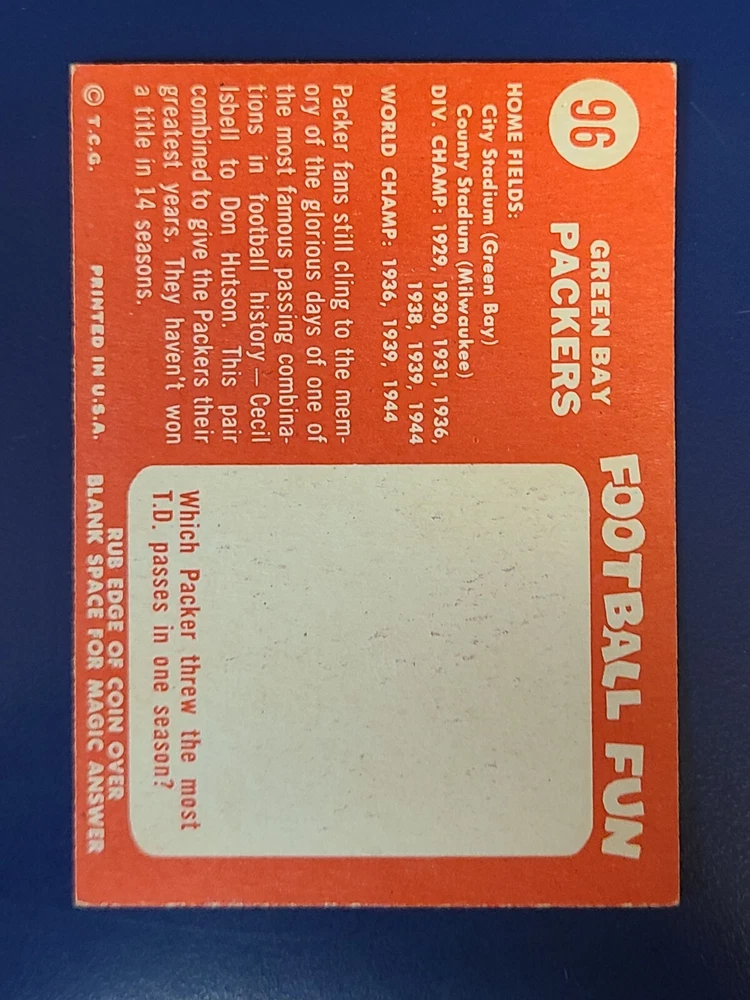 96
GREEN BAY
PACKERS
HOME FIELDS:
City Stadium (Green Bay)
County Stadium (Milwaukee)
DIV. CHAMP: 1929, 1930, 1931, 1936,
1938, 1939, 1944
WORLD CHAMP: 1936, 1939, 1944
Packer fans still cling to the mem-
ory of the glorious days of one of
the most famous passing combina-
tions in football history — Cecil
Isbell to Don Hutson. This pair
combined to give the Packers their
greatest years. They haven't won
a title in 14 seasons.
© T.C.G.
PRINTED IN U.S.A.
FOOTBALL FUN
Which Packer threw the most
T.D. passes in one season?
RUB EDGE OF COIN OVER
BLANK SPACE FOR MAGIC ANSWER